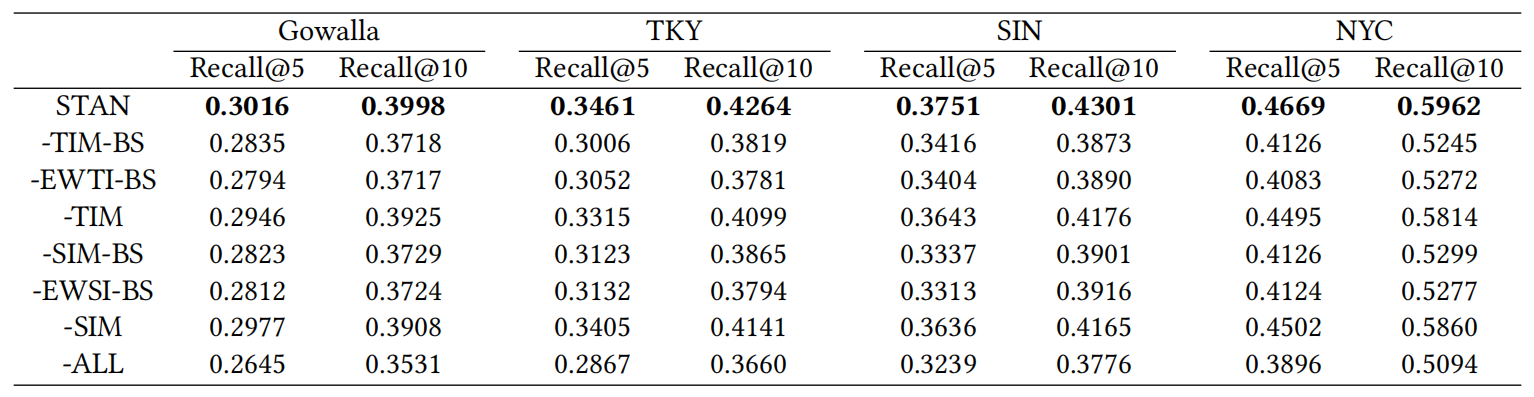 Gowalla TKY SIN NYC
Recall@5 Recall@10 Recall@5 Recall@10 Recall@5 Recall@10 Recall@5 Recall@10
STAN 0.3016 0.3998 0.3461 0.4264 0.3751 0.4301 0.4669 0.5962
-TIM-BS 0.2835 0.3718 0.3006 0.3819 0.3416 0.3873 0.4126 0.5245
-EWTI-BS 0.2794 0.3717 0.3052 0.3781 0.3404 0.3890 0.4083 0.5272
-TIM 0.2946 0.3925 0.3315 0.4099 0.3643 0.4176 0.4495 0.5814
-SIM-BS 0.2823 0.3729 0.3123 0.3865 0.3337 0.3901 0.4126 0.5299
-EWSI-BS 0.2812 0.3724 0.3132 0.3794 0.3313 0.3916 0.4124 0.5277
-SIM 0.2977 0.3908 0.3405 0.4141 0.3636 0.4165 0.4502 0.5860
-ALL 0.2645 0.3531 0.2867 0.3660 0.3239 0.3776 0.3896 0.5094